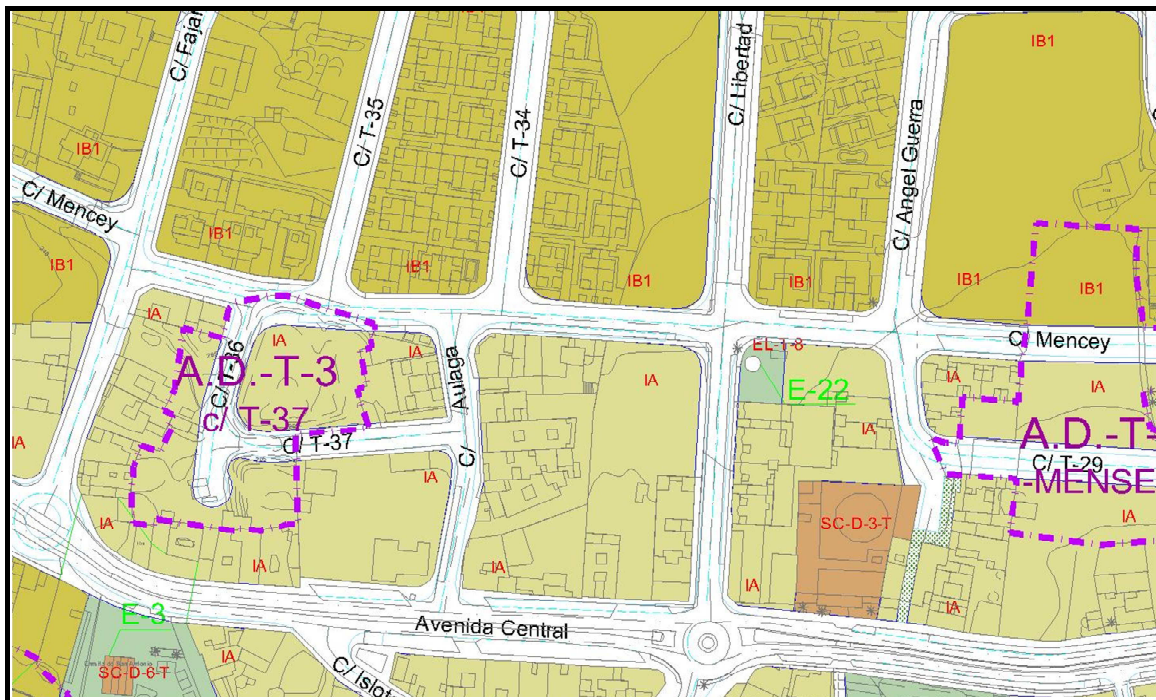 IB1
C/ Fajar
C/ Libertad
IB1
C/ T-35
C/ T-34
C/ Angel Guerra
IB1
C/ Mencey
IB1
IB1
IB1
IB1
IB1
IB1
IB1
IA
C/ Mencey
IA
EL-1-8
C/ T-36
IA
Aulaga
C/
IA
IA
IA
A.D.-T-3
E-22
c/ T-37
IA
A.D.-T-
IA
C/ T-37
C/ T-29
IA
-MENSE
IA
SC-D-3-T
IA
IA
IA
IA
IA
E-3
Avenida Central
IA
C/ Islot
SC-D-6-T
IA